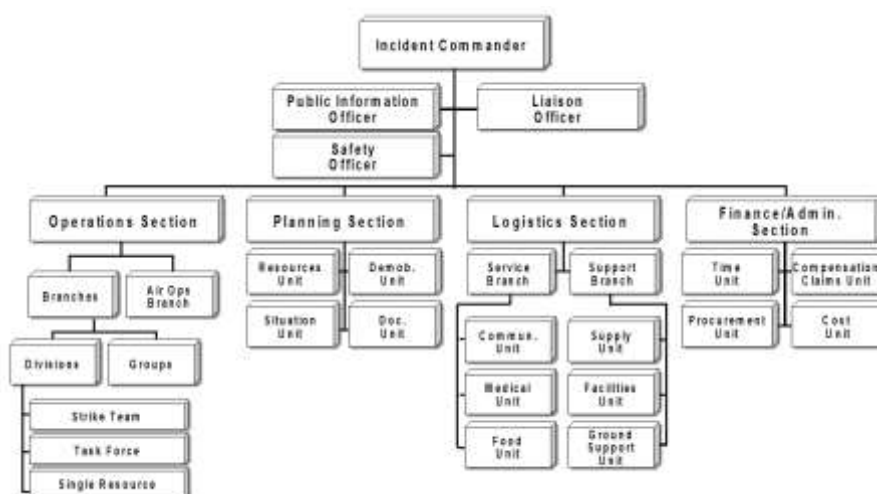 Incident Commander
Public Information
Officer
Liaison
Officer
Safety
Officer
Operations Section
Planning Section
Logistics Section
Finance/Admin.
Section
Branches
Air Ops
Branch
Resources
Unit
Demob.
Unit
Service
Branch
Support
Branch
Time
Unit
Compensation
Claims Unit
Situation
Unit
Doc.
Unit
Procurement
Unit
Cost
Unit
Divisions
Groups
Commun.
Unit
Supply
Unit
Medical
Unit
Facilities
Unit
Strike Team
Task Force
Food
Unit
Ground
Support
Unit
Single Resource